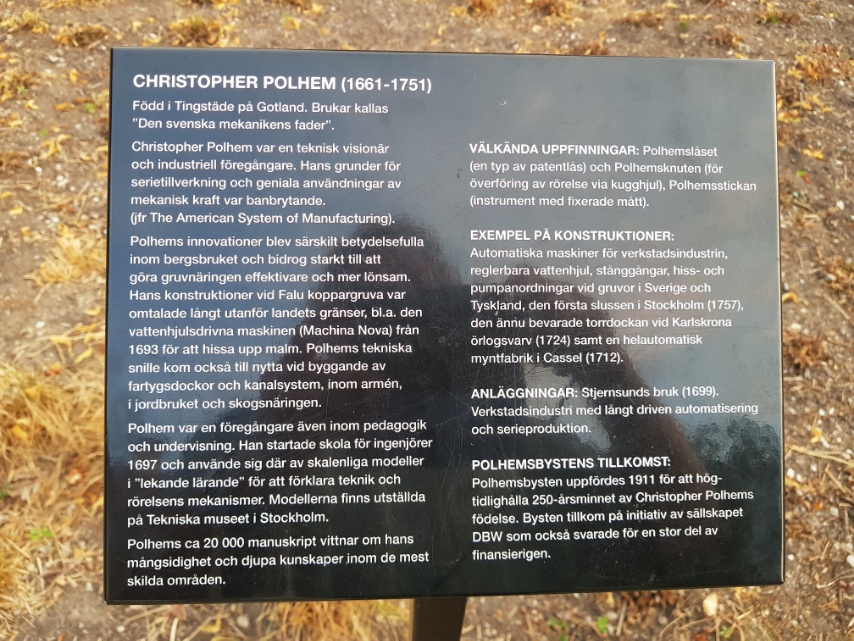 CHRISTOPHER POLHEM (1661-1751)
Född i Tingstäde på Gotland. Brukar kallas
”Den svenska mekanikens fader”.
Christopher Polhem var en teknisk visionär
och industriell föregångare. Hans grunder för
serietillverkning och geniala användningar av
mekanisk kraft var banbrytande.
(jfr The American System of Manufacturing).
Polhems innovationer blev särskilt betydelsefulla
inom bergsbruket och bidrog starkt till att
göra gruvnäringen effektivare och mer lönsam.
Hans konstruktioner vid Falu koppargruva var
omtalade långt utanför landets gränser, bl.a. den
vattenhjulsdrivna maskinen (Machina Nova) från
1693 för att hissa upp malm. Polhems tekniska
snille kom också till nytta vid byggande av
fartygsdockor och kanalsystem, inom armén,
i jordbruket och skogsnäringen.
Polhem var en föregångare även inom pedagogik
och undervisning. Han startade skola för ingenjörer
1697 och använde sig där av skalenliga modeller
i ”lekande lärande” för att förklara teknik och
rörelsens mekanismer. Modellerna finns utställda
på Tekniska museet i Stockholm.
Polhems ca 20 000 manuskript vittnar om hans
mångsidighet och djupa kunskaper inom de mest
skilda områden.
VÄLKÄNDA UPPFINNINGAR: Polhemslåset
(en typ av patentlås) och Polhemsknuten (för
överföring av rörelse via kugghjul), Polhemsstickan
(instrument med fixerade mått).
EXEMPEL PÅ KONSTRUKTIONER:
Automatiska maskiner för verkstadsindustrin,
reglerbara vattenhjul, stånggångar, hiss- och
pumpanordningar vid gruvor i Sverige och
Tyskland, den första slussen i Stockholm (1757),
den ännu bevarade torrdockan vid Karlskrona
örlogsvarv (1724) samt en helautomatisk
myntfabrik i Cassel (1712).
ANLÄGGNINGAR: Stjernsunds bruk (1699).
Verkstadsindustri med långt driven automatisering
och serieproduktion.
POLHEMSBYSTENS TILLKOMST:
Polhemsbysten uppfördes 1911 för att hög-
tidlighålla 250-årsminnet av Christopher Polhems
födelse. Bysten tillkom på initiativ av sällskapet
DBW som också svarade för en stor del av
finansierigen.